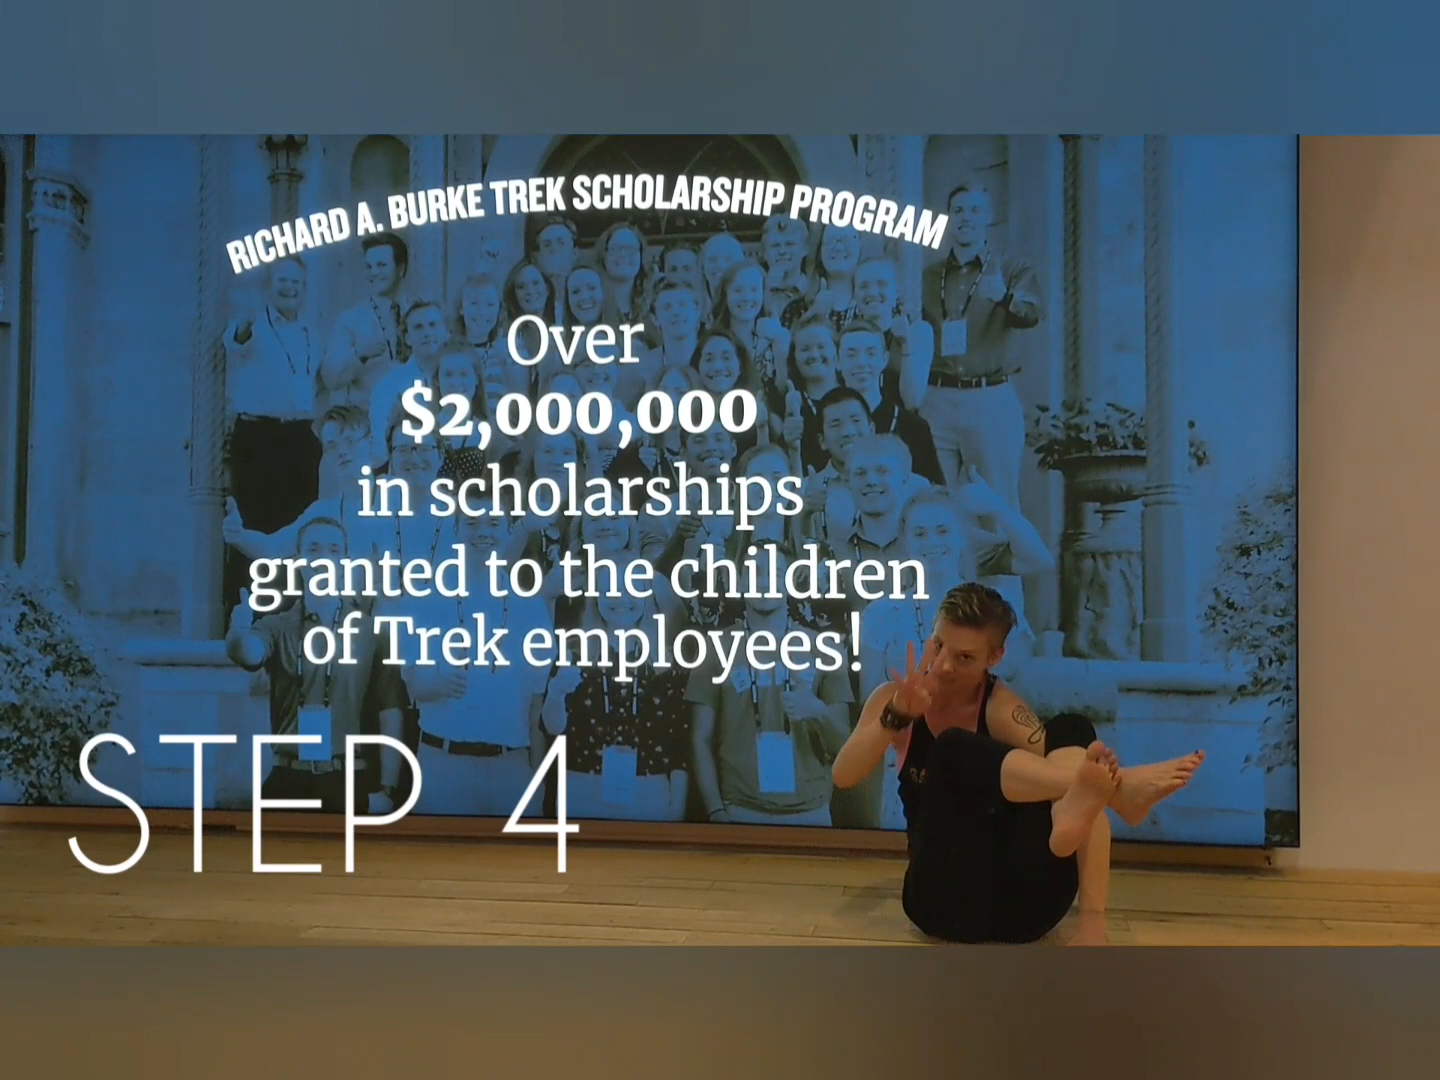 RICHARD A. BURKE TREK SCHOLARSHIP PROGRAM
Over
$2,000,000
in scholarships
granted to the children
of Trek employees!
STEP 4